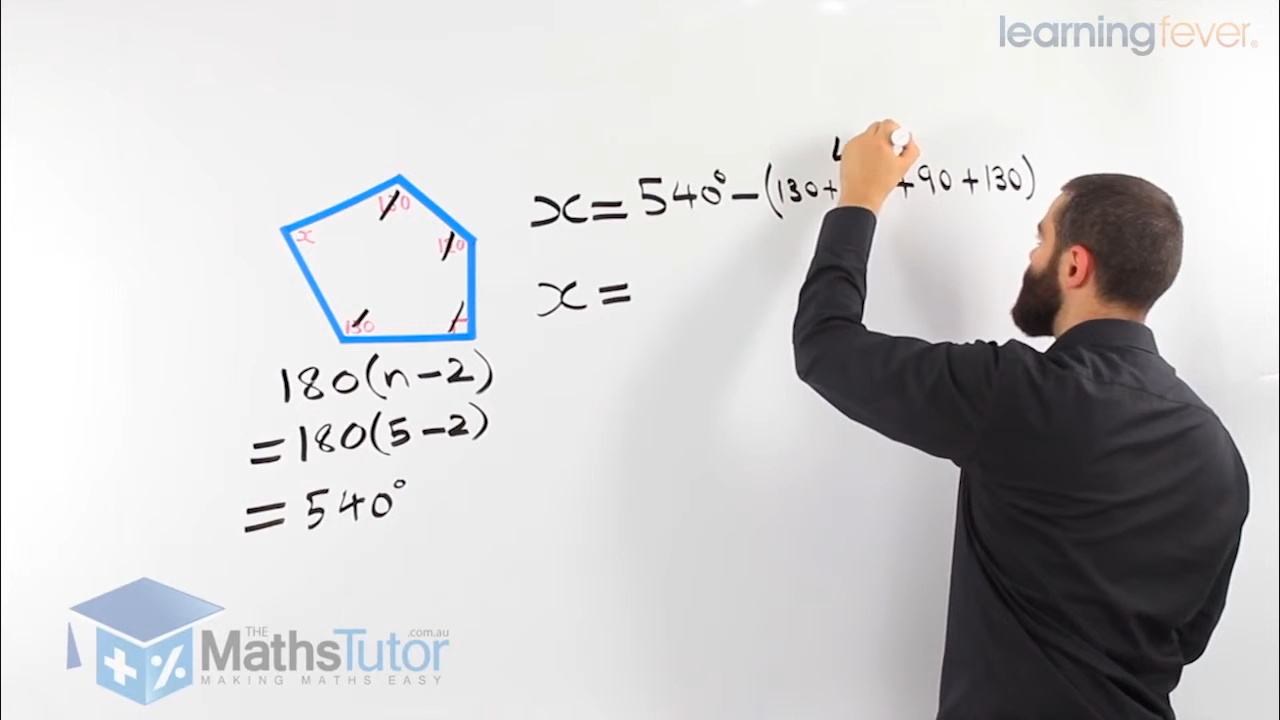 learningfever®
130
x
120
130
x = 540° - (130+ +90+130)
x =
180(n-2)
=180(5-2)
=540°
THE
MathsTutor
.com.au
MAKING MATHS EASY